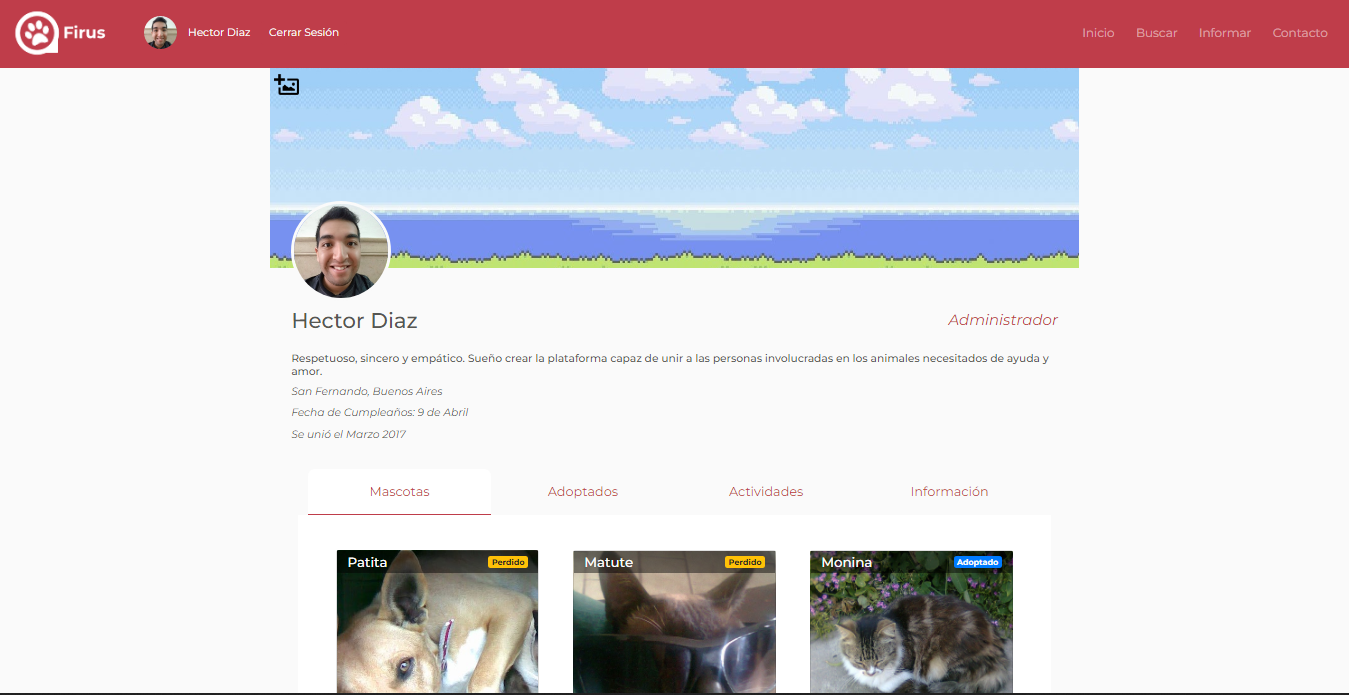 Firus
Hector Diaz
Cerrar Sesión
Inicio
Buscar
Informar
Contacto
Hector Diaz
Administrador
Respetuoso, sincero y empático. Sueño crear la plataforma capaz de unir a las personas involucradas en los animales necesitados de ayuda y
amor.
San Fernando, Buenos Aires
Fecha de Cumpleaños: 9 de Abril
Se unió el Marzo 2017
Mascotas
Adoptados
Actividades
Información
Patita
Perdido
Matute
Perdido
Monina
Adoptado